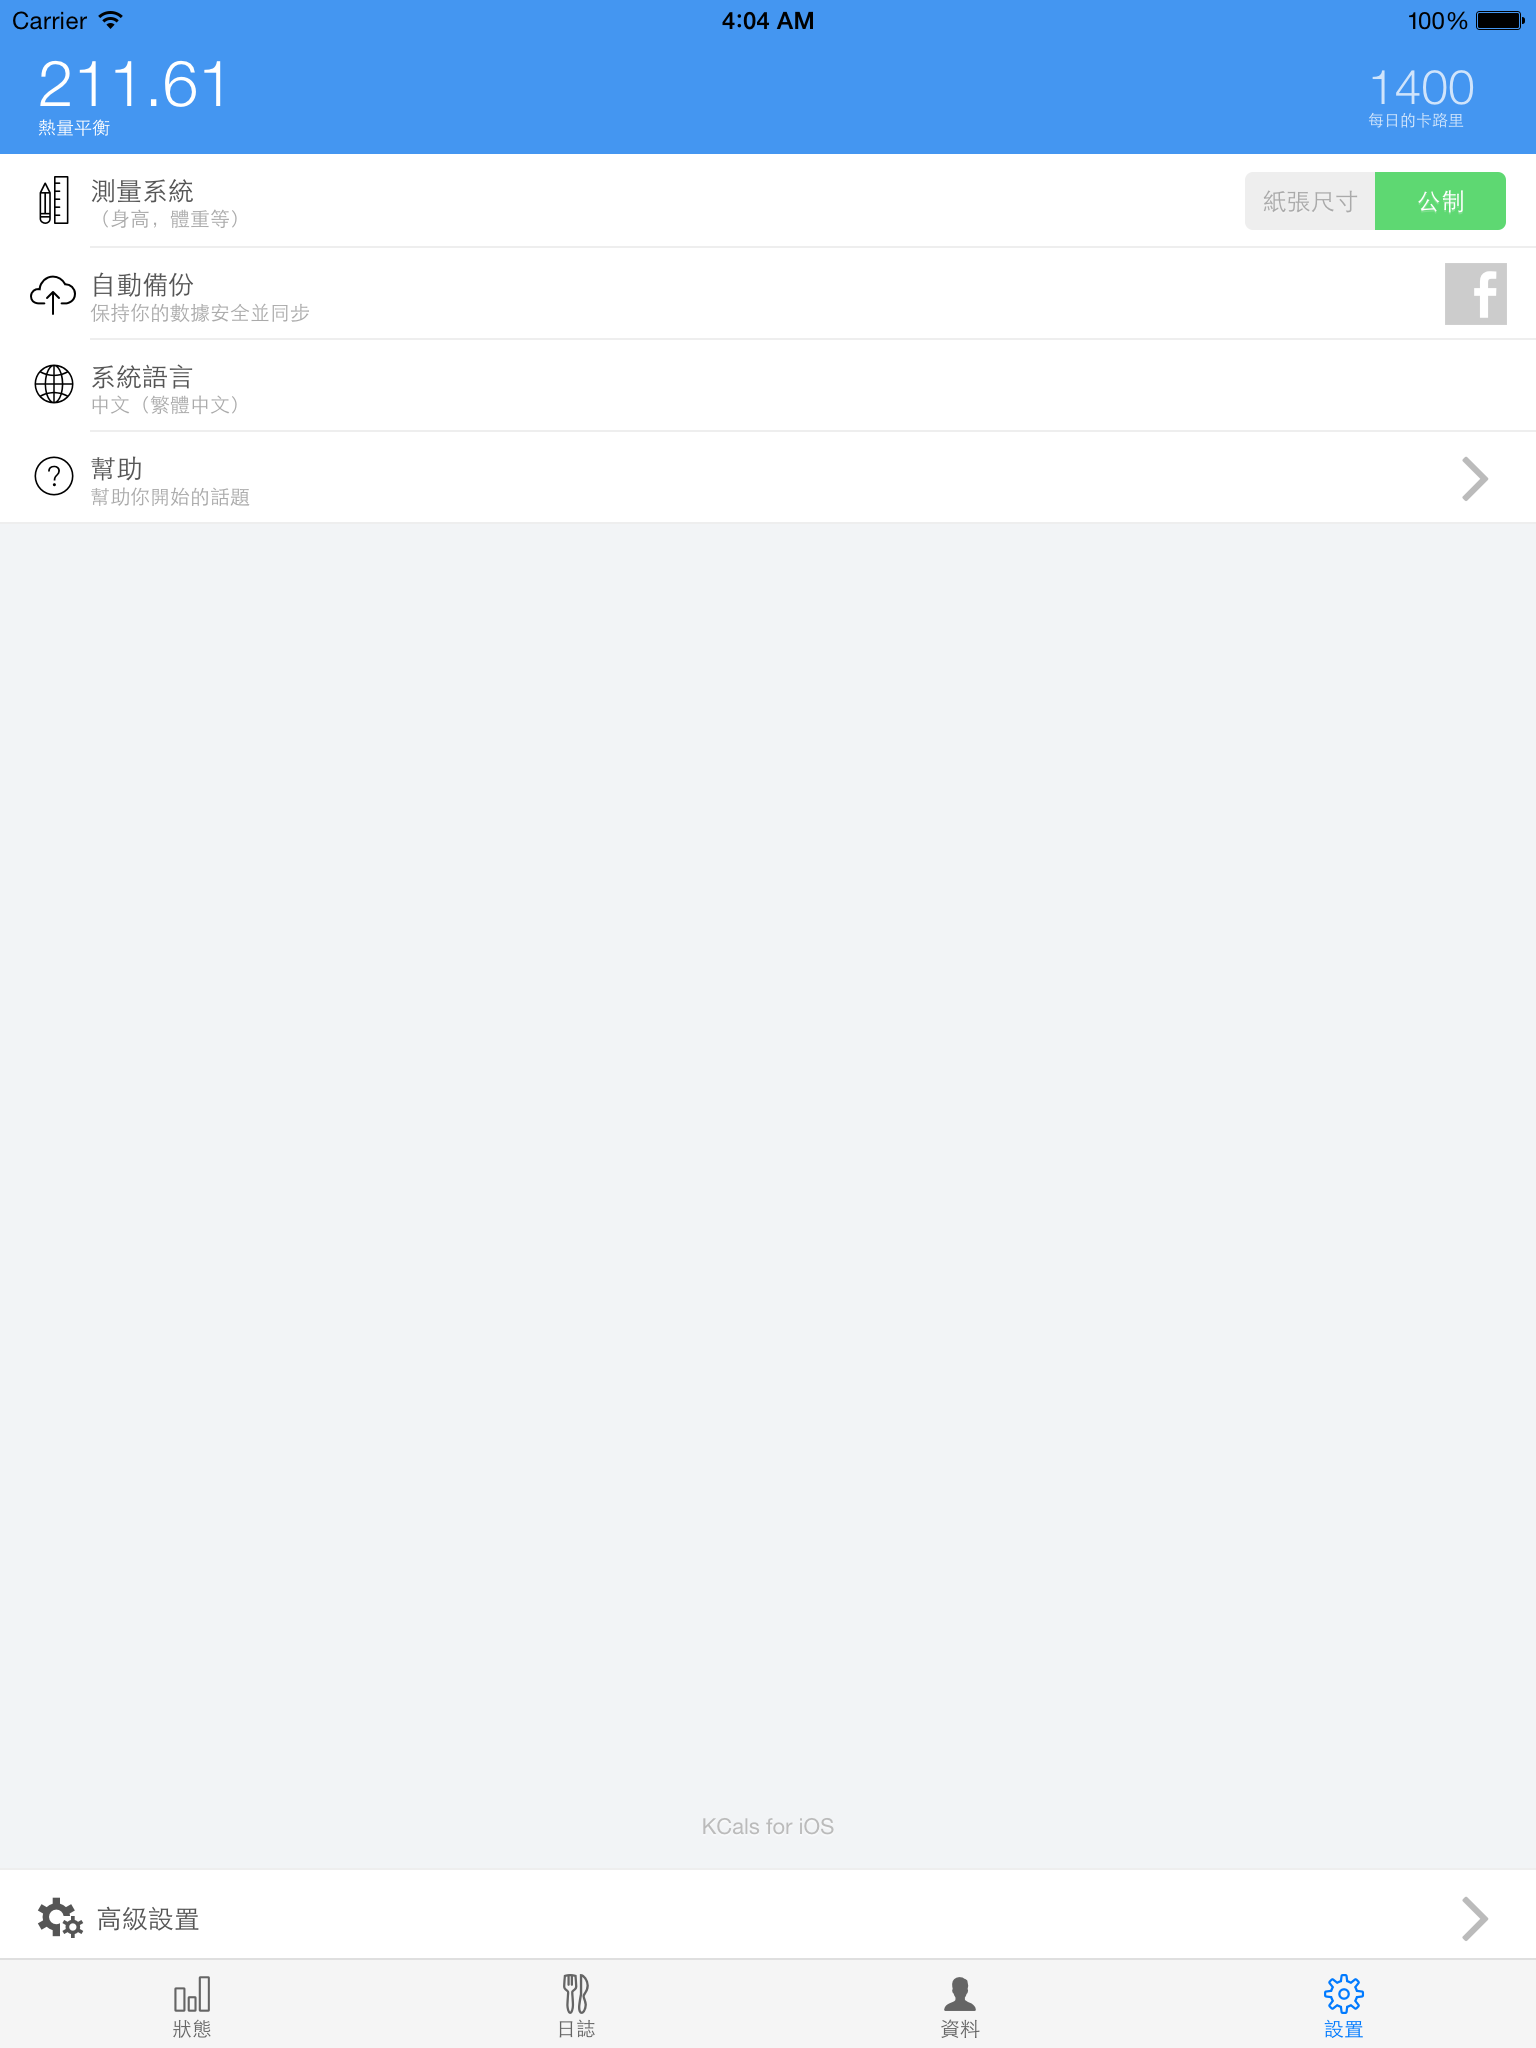 Carrier 4:04 AM 100%
211.61
熱量平衡
1400
每日的卡路里
測量系統
（身高，體重等）
紙張尺寸 公制
自動備份
保持你的數據安全並同步
系統語言
中文（繁體中文）
幫助
幫助你開始的話題
KCals for iOS
高級設置
狀態 日誌 資料 設置